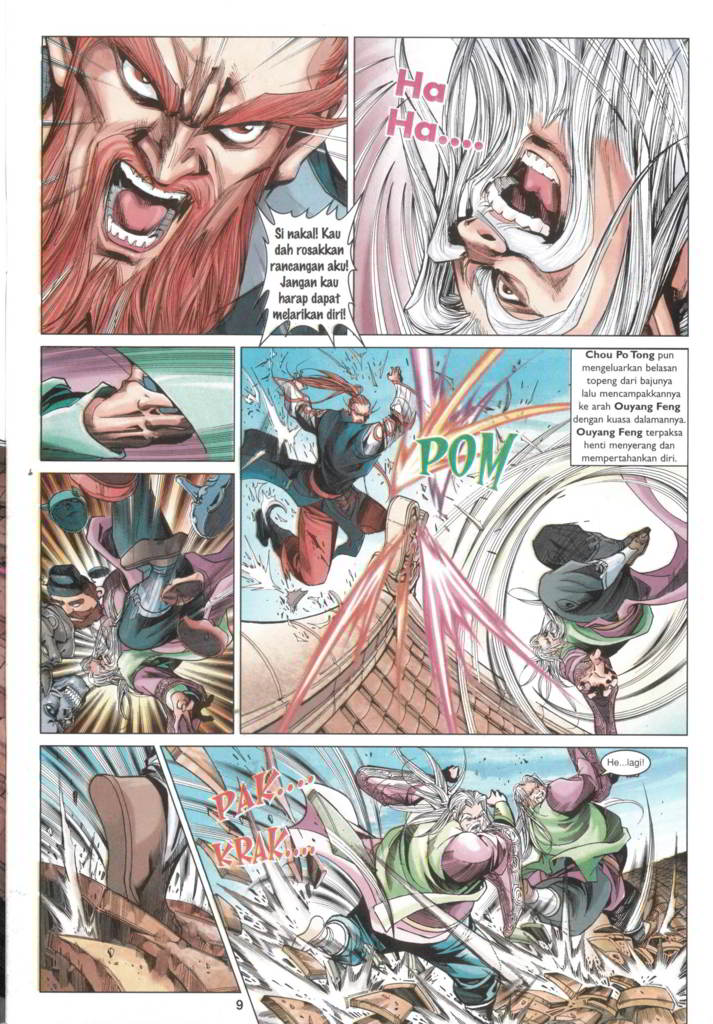 Ha
Ha....
Si nakal! Kau
dah rosakkan
rancangan aku!
Jangan kau
harap dapat
melarikan diri!
Chou Po Tong pun
mengeluarkan belasan
topeng dari bajunya
lalu mencampakkannya
ke arah Ouyang Feng
dengan kuasa dalamannya.
Ouyang Feng terpaksa
henti menyerang dan
mempertahankan diri.
POM
PAK....
KRAK....
He...lagi!
9